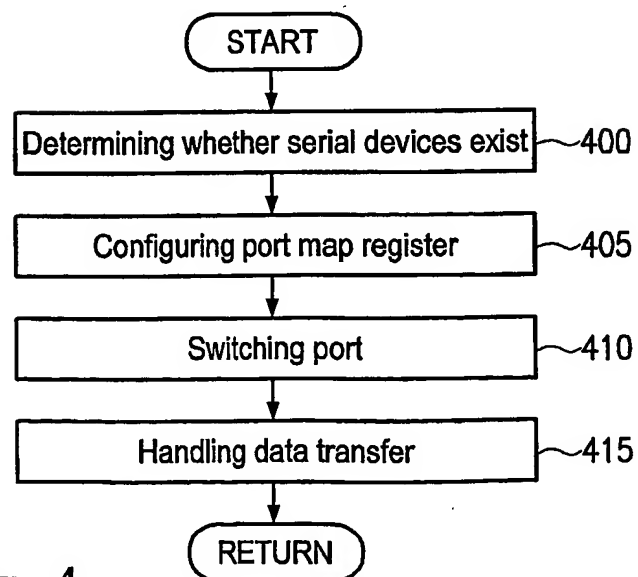 START
Determining whether serial devices exist 400
Configuring port map register 405
Switching port 410
Handling data transfer 415
RETURN
4